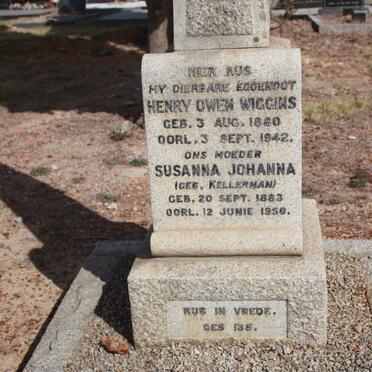 HIER RUS
MY DIERBARE EGGENOOT
HENRY OWEN WIGGINS
GEB. 3 AUG. 1880
OORL. 3 SEPT. 1942.
ONS MOEDER
SUSANNA JOHANNA
(GEB. KELLERMAN)
GEB. 20 SEPT. 1883
OORL. 12 JUNIE 1950.
RUS IN VREDE.
GES 135.